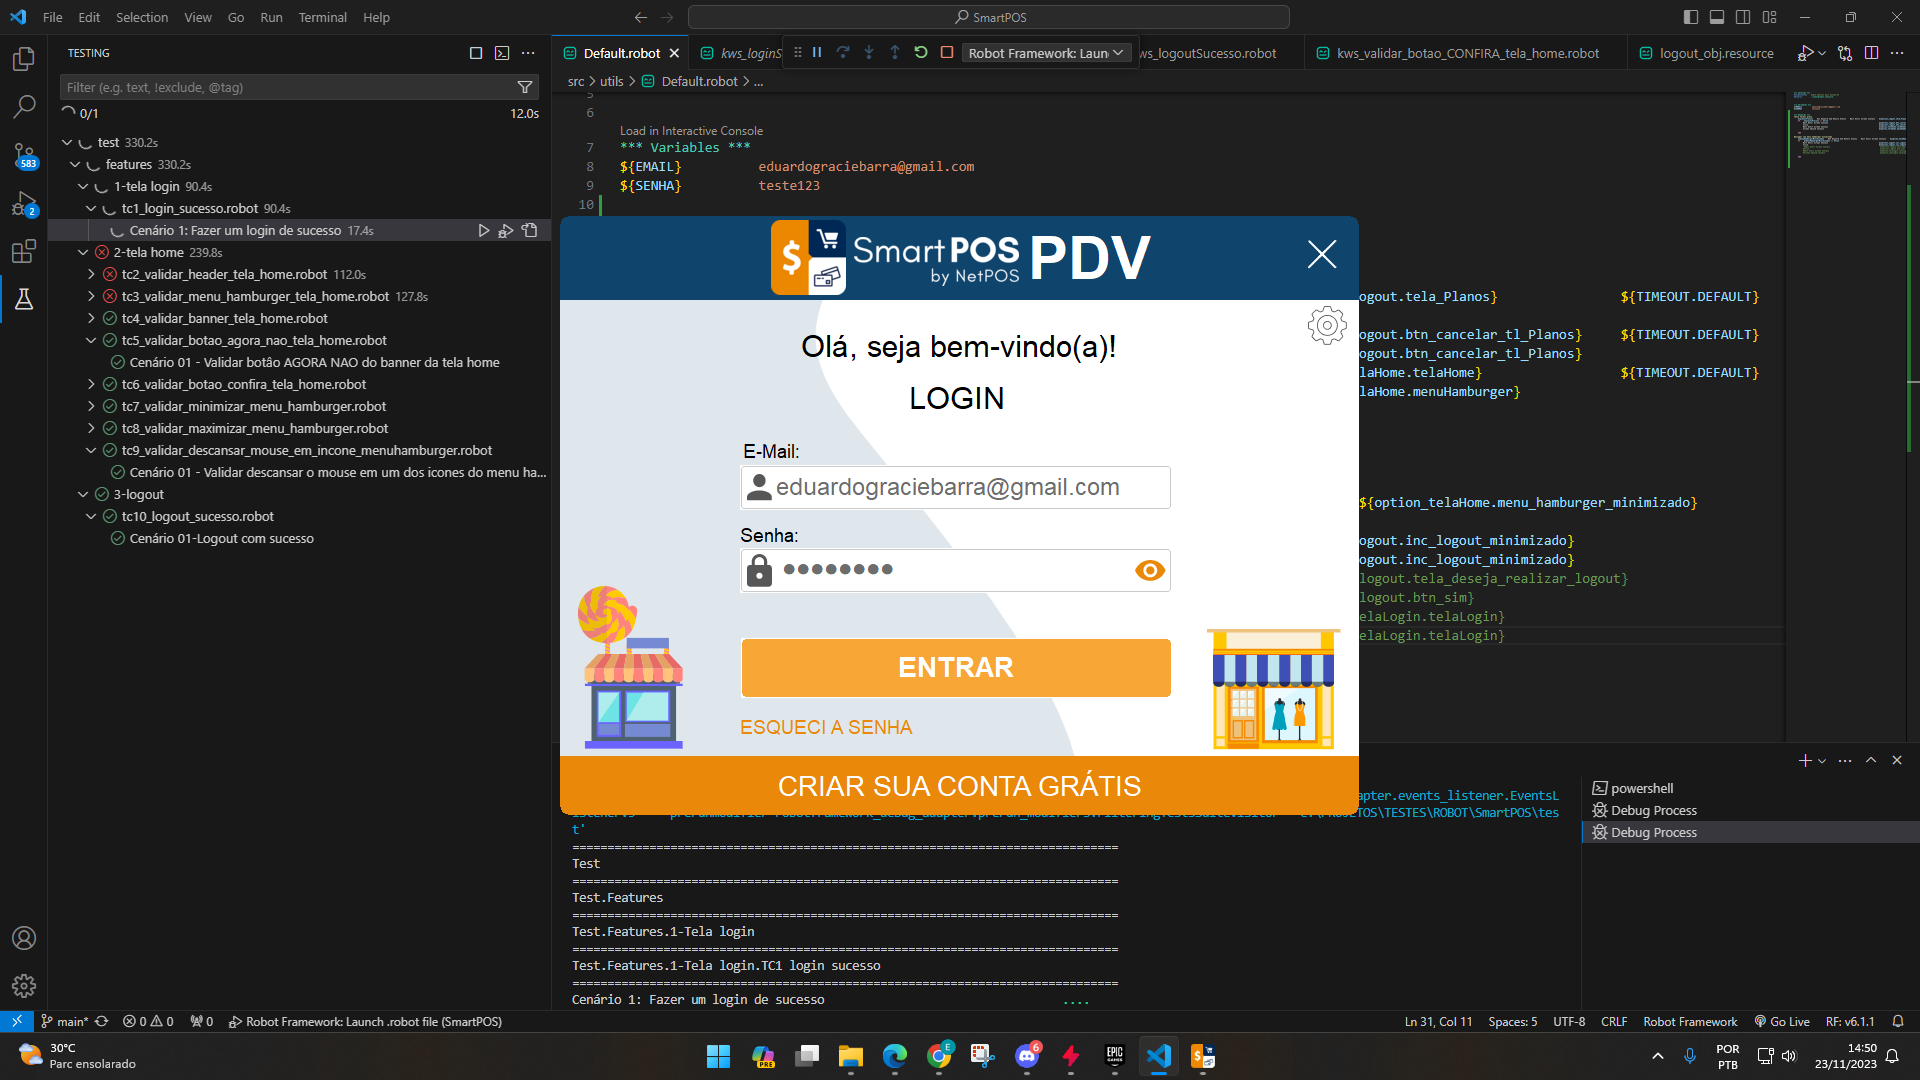 File Edit Selection View Go Run Terminal Help
SmartPOS
TESTING
Default.robot
kws_loginS
Robot Framework: Laun
ws_logoutSucesso.robot
kws_validar_botao_CONFIRA_tela_home.robot
logout_obj.resource
Filter (e.g. text, !exclude, @tag)
src > utils > Default.robot > ...
0/1
12.0s
test 330.2s
features 330.2s
1-tela login 90.4s
tc1_login_sucesso.robot 90.4s
Cenário 1: Fazer um login de sucesso 17.4s
2-tela home 239.8s
tc2_validar_header_tela_home.robot 112.0s
tc3_validar_menu_hamburger_tela_home.robot 127.8s
tc4_validar_banner_tela_home.robot
tc5_validar_botao_agora_nao_tela_home.robot
Cenário 01 - Validar botâo AGORA NAO do banner da tela home
tc6_validar_botao_confira_tela_home.robot
tc7_validar_minimizar_menu_hamburger.robot
tc8_validar_maximizar_menu_hamburger.robot
tc9_validar_descansar_mouse_em_incone_menuhamburger.robot
Cenário 01 - Validar descansar o mouse em um dos icones do menu ha...
3-logout
tc10_logout_sucesso.robot
Cenário 01-Logout com sucesso
583
2
5
6
Load in Interactive Console
7 *** Variables ***
8 ${EMAIL} eduardograciebarra@gmail.com
9 ${SENHA} teste123
10
ogout.tela_Planos} ${TIMEOUT.DEFAULT}
ogout.btn_cancelar_tl_Planos} ${TIMEOUT.DEFAULT}
ogout.btn_cancelar_tl_Planos}
laHome.telaHome} ${TIMEOUT.DEFAULT}
laHome.menuHamburger}
${option_telaHome.menu_hamburger_minimizado}
ogout.inc_logout_minimizado}
ogout.inc_logout_minimizado}
logout.tela_deseja_realizar_logout}
logout.btn_sim}
elaLogin.telaLogin}
elaLogin.telaLogin}
$ SmartPOS PDV
by NetPOS
Olá, seja bem-vindo(a)!
LOGIN
E-Mail:
eduardograciebarra@gmail.com
Senha:
●●●●●●●●
ENTRAR
ESQUECI A SENHA
CRIAR SUA CONTA GRÁTIS
apter.events_listener.EventsL
t'
==============================================================================
Test
==============================================================================
Test.Features
==============================================================================
Test.Features.1-Tela login
==============================================================================
Test.Features.1-Tela login.TC1 login sucesso
==============================================================================
Cenário 1: Fazer um login de sucesso ....
powershell
Debug Process
Debug Process
main* 0 0 0 Robot Framework: Launch .robot file (SmartPOS)
Ln 31, Col 11 Spaces: 5 UTF-8 CRLF Robot Framework Go Live RF: v6.1.1
30°C
Parc ensolarado
PRE
E
6
EPIC GAMES
POR
PTB
14:50
23/11/2023